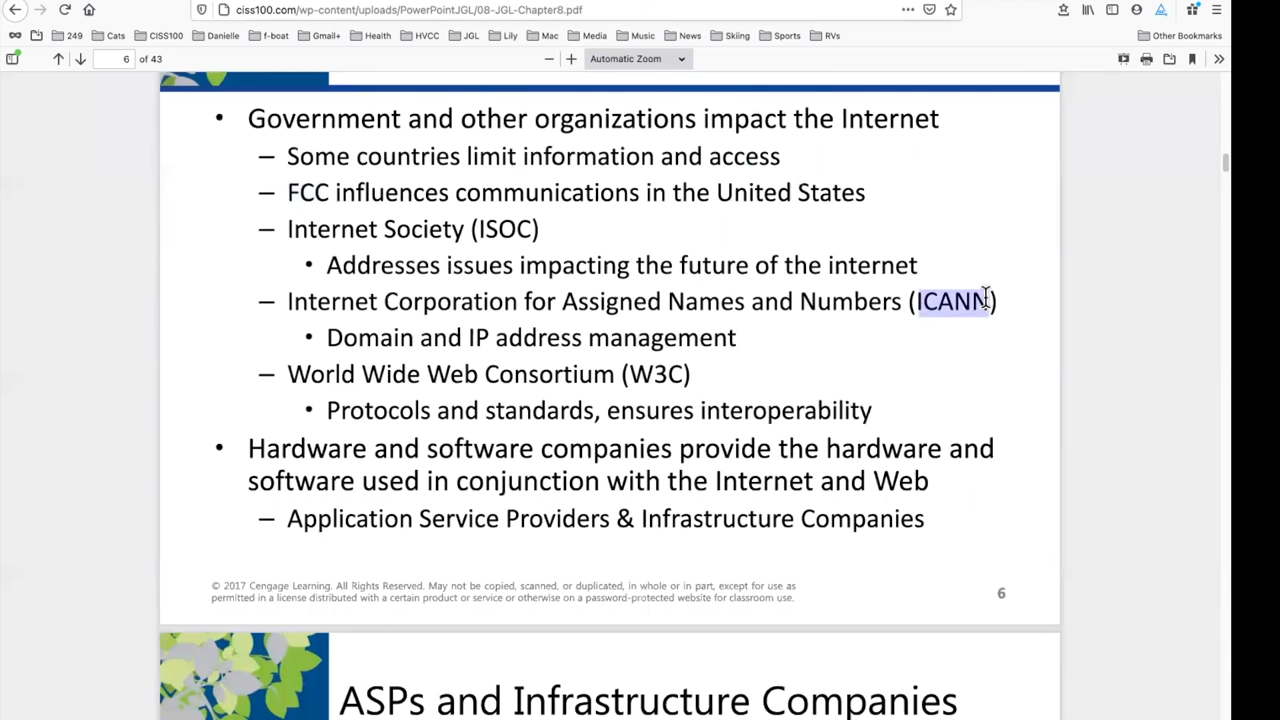 ciss100.com/wp-content/uploads/PowerPointJGL/08-JGL-Chapter8.pdf
249 Cats CISS100 Danielle f-boat Gmail+ Health HVCC JGL Lily Mac Media Music News Skiing Sports RVs Other Bookmarks
6 of 43 Automatic Zoom
• Government and other organizations impact the Internet
– Some countries limit information and access
– FCC influences communications in the United States
– Internet Society (ISOC)
• Addresses issues impacting the future of the internet
– Internet Corporation for Assigned Names and Numbers (ICANN)
• Domain and IP address management
– World Wide Web Consortium (W3C)
• Protocols and standards, ensures interoperability
• Hardware and software companies provide the hardware and
software used in conjunction with the Internet and Web
– Application Service Providers & Infrastructure Companies
© 2017 Cengage Learning. All Rights Reserved. May not be copied, scanned, or duplicated, in whole or in part, except for use as
permitted in a license distributed with a certain product or service or otherwise on a password-protected website for classroom use.
6
ASPs and Infrastructure Companies